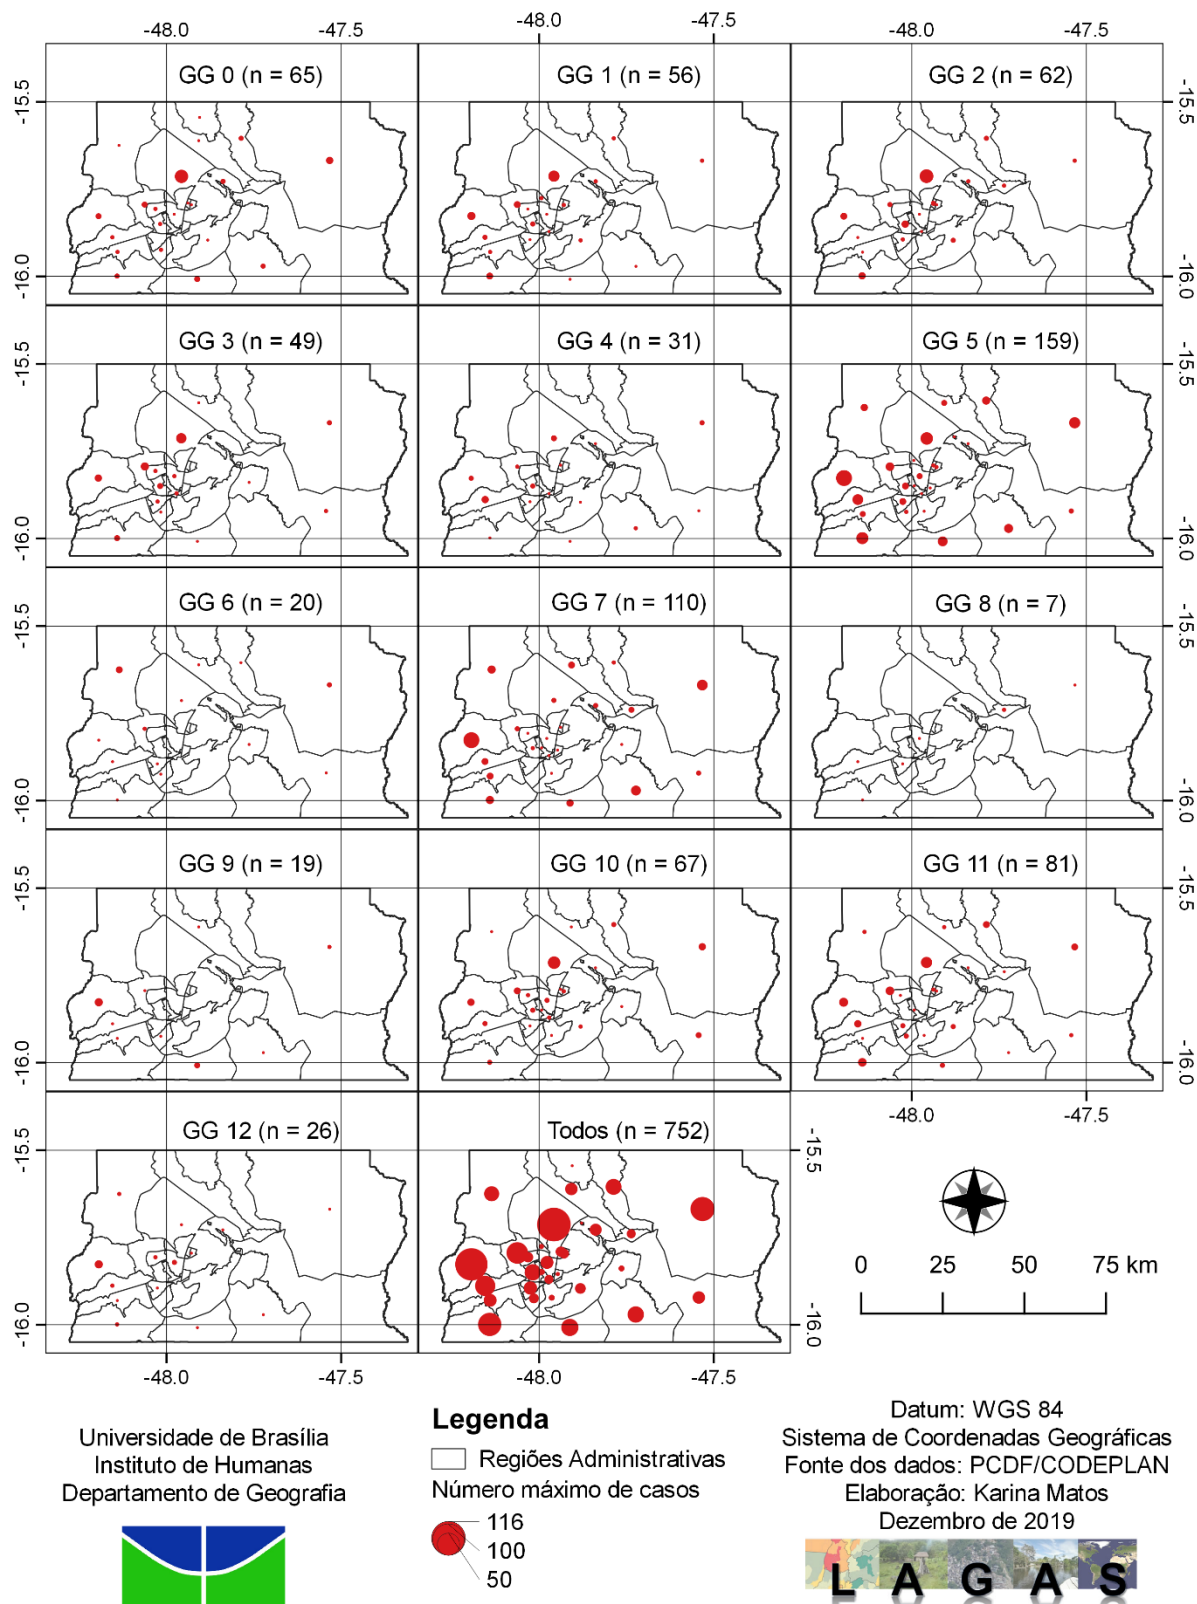 -48.0 -47.5 -48.0 -47.5 -48.0 -47.5
GG 0 (n = 65) GG 1 (n = 56) GG 2 (n = 62)
-15.5 -15.5
-16.0 -16.0
GG 3 (n = 49) GG 4 (n = 31) GG 5 (n = 159)
-15.5 -15.5
-16.0 -16.0
GG 6 (n = 20) GG 7 (n = 110) GG 8 (n = 7)
-15.5 -15.5
-16.0 -16.0
GG 9 (n = 19) GG 10 (n = 67) GG 11 (n = 81)
-15.5 -15.5
-16.0 -16.0
-48.0 -47.5
GG 12 (n = 26) Todos (n = 752)
-15.5 -15.5
-16.0 -16.0
-48.0 -47.5 -48.0 -47.5
0 25 50 75 km
Universidade de Brasília
Instituto de Humanas
Departamento de Geografia
Legenda
Regiões Administrativas
Número máximo de casos
116
100
50
Datum: WGS 84
Sistema de Coordenadas Geográficas
Fonte dos dados: PCDF/CODEPLAN
Elaboração: Karina Matos
Dezembro de 2019
L A G A S